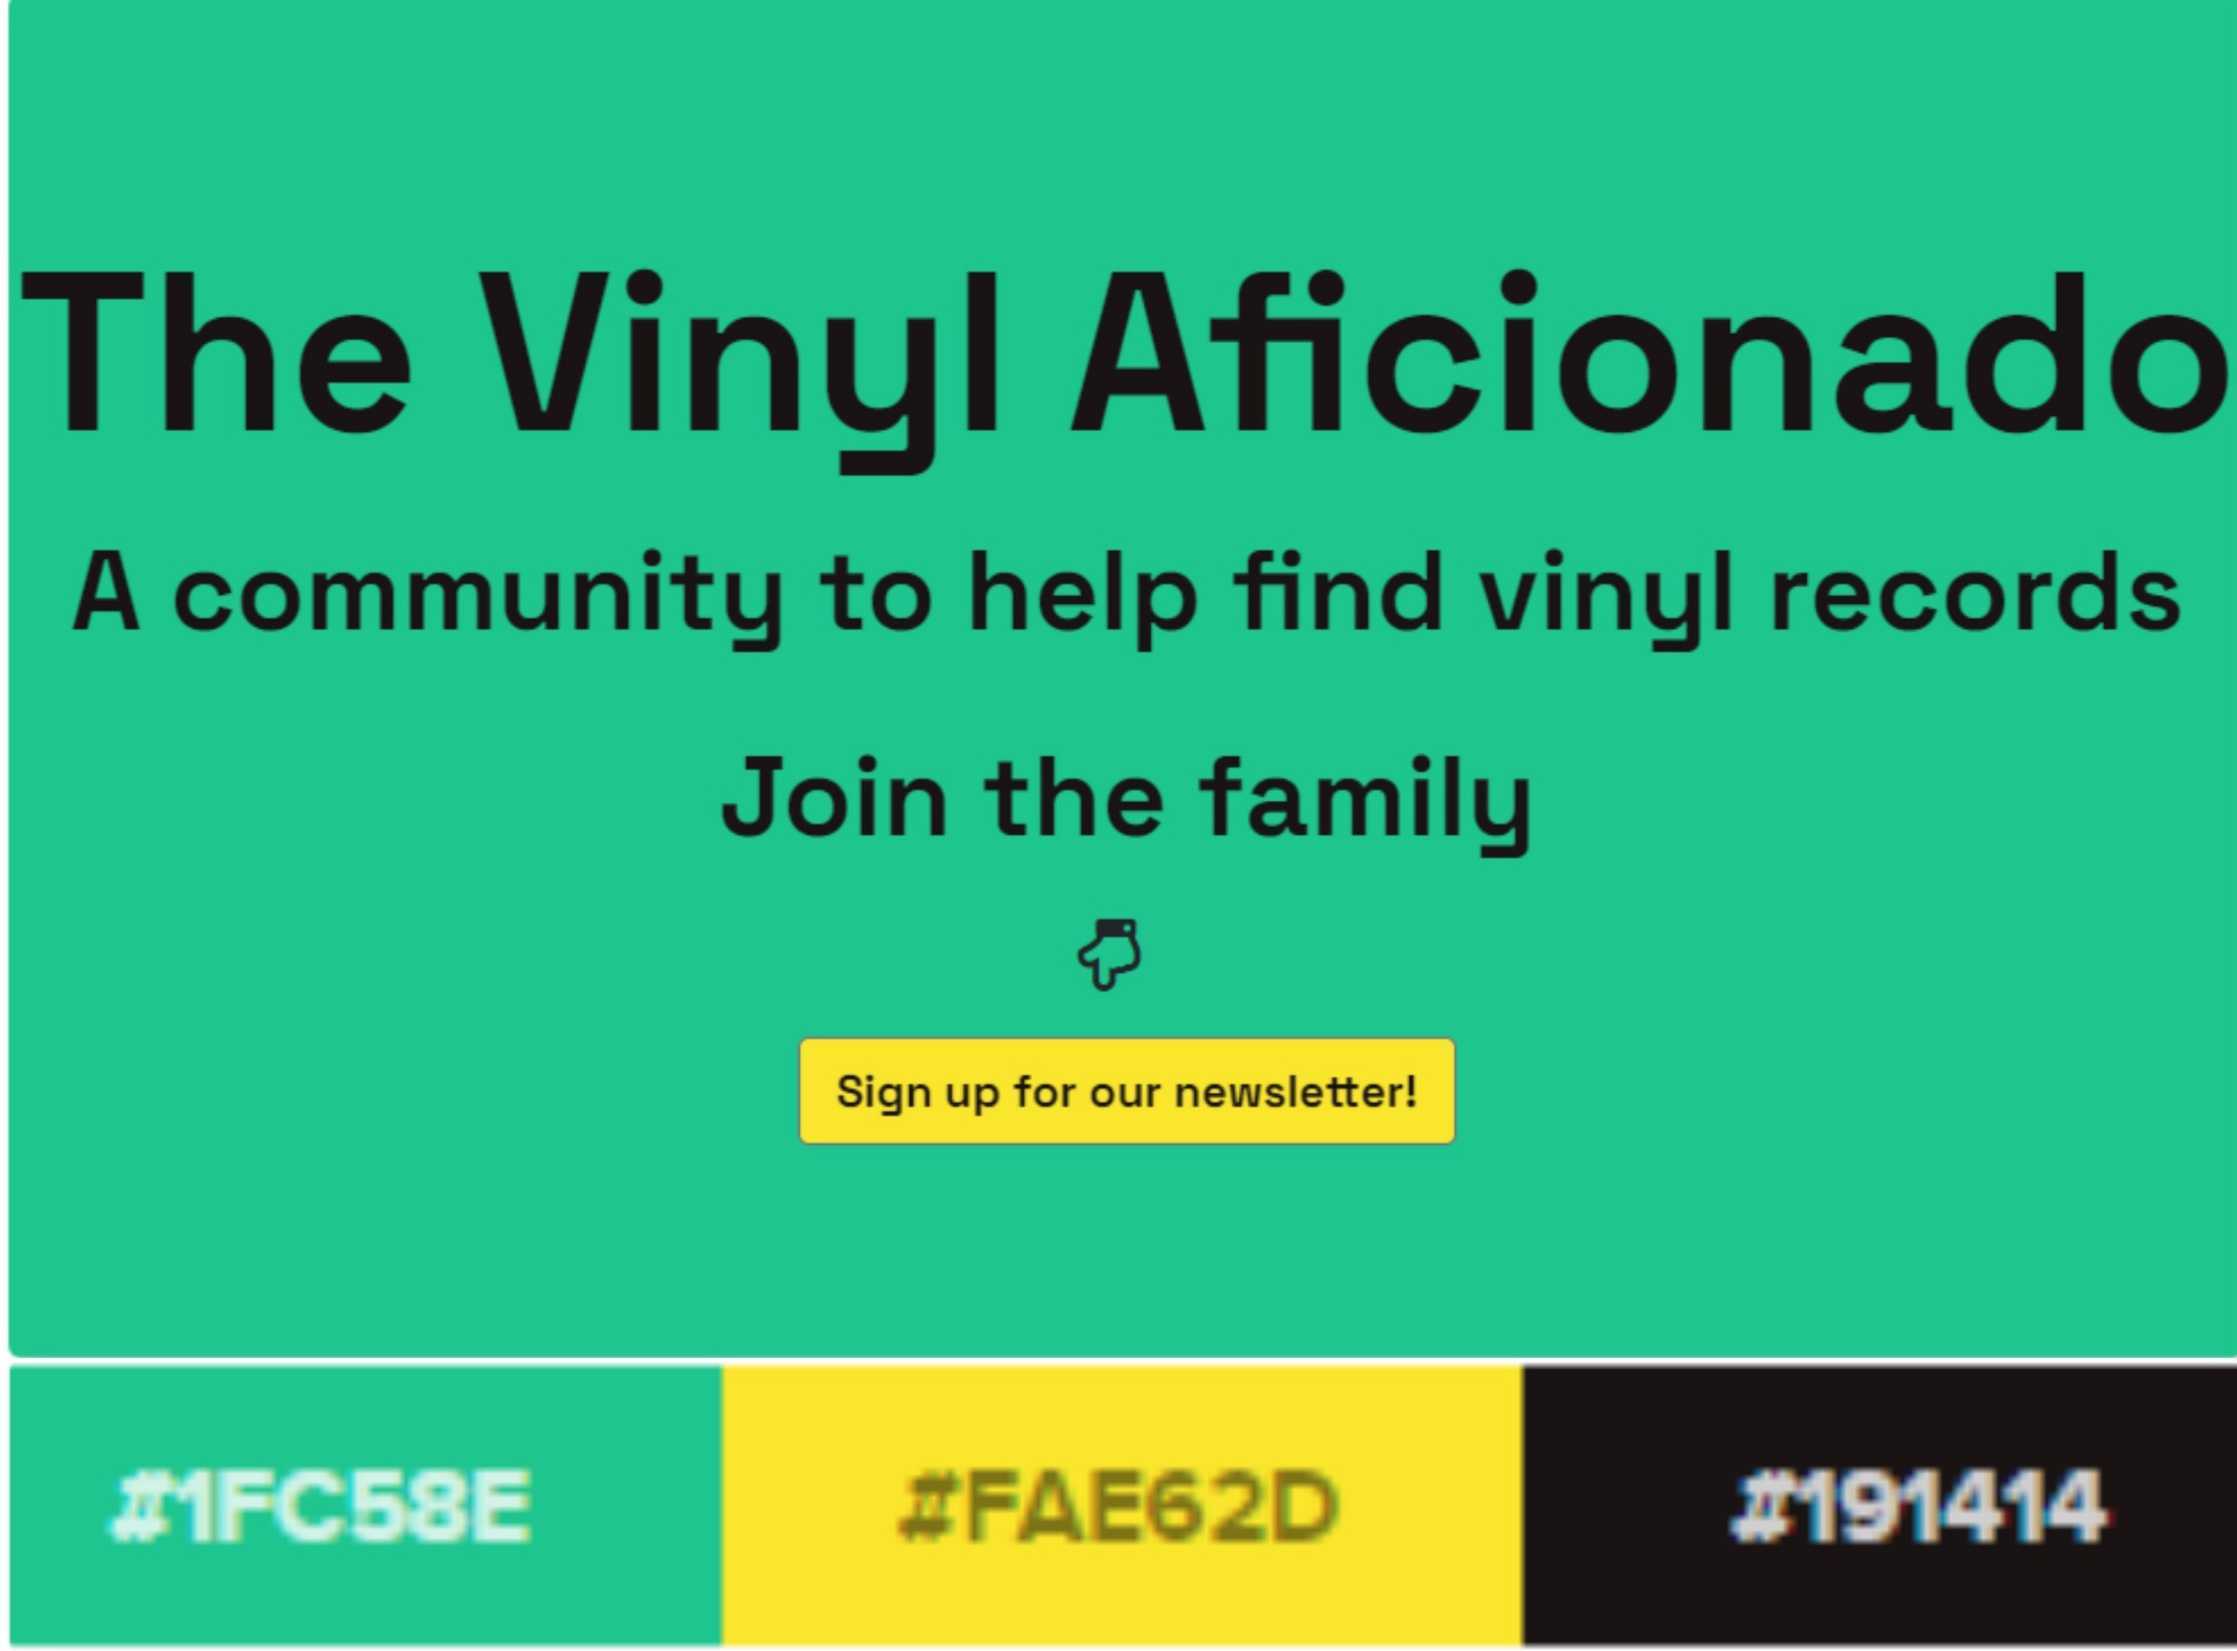 The Vinyl Aficionado
A community to help find vinyl records
Join the family
Sign up for our newsletter!
#1FC58E
#FAE62D
#191414